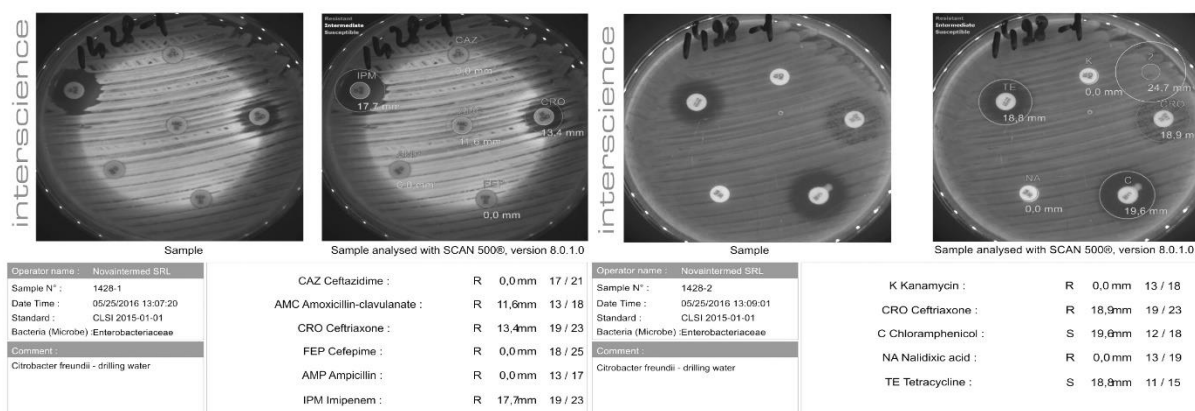 interscience
1428-1
Sample
Resistant
Intermediate
Susceptible
1428-1
CAZ
0,0 mm
IPM
17,7 mm
CRO
13,4 mm
11,6 mm
0,0 mm
0,0 mm
Sample analysed with SCAN 500®, version 8.0.1.0
Operator name : Novaintermed SRL
Sample N° : 1428-1
Date Time : 05/25/2016 13:07:20
Standard : CLSI 2015-01-01
Bacteria (Microbe) :Enterobacteriaceae
Comment :
Citrobacter freundii - drilling water
CAZ Ceftazidime : R 0,0mm 17 / 21
AMC Amoxicillin-clavulanate : R 11,6mm 13 / 18
CRO Ceftriaxone : R 13,4mm 19 / 23
FEP Cefepime : R 0,0mm 18 / 25
AMP Ampicillin : R 0,0mm 13 / 17
IPM Imipenem : R 17,7mm 19 / 23
interscience
Sample
Resistant
Intermediate
Susceptible
K
0,0 mm
?
24,7 mm
TE
18,8 mm
CRO
18,9 mm
NA
0,0 mm
C
19,6 mm
Sample analysed with SCAN 500®, version 8.0.1.0
Operator name : Novaintermed SRL
Sample N° : 1428-2
Date Time : 05/25/2016 13:09:01
Standard : CLSI 2015-01-01
Bacteria (Microbe) :Enterobacteriaceae
Comment :
Citrobacter freundii - drilling water
K Kanamycin : R 0,0mm 13 / 18
CRO Ceftriaxone : R 18,9mm 19 / 23
C Chloramphenicol : S 19,6mm 12 / 18
NA Nalidixic acid : R 0,0mm 13 / 19
TE Tetracycline : S 18,8mm 11 / 15